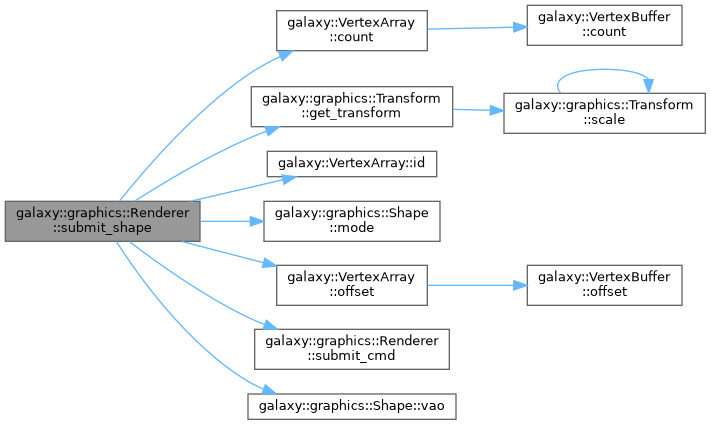 galaxy::graphics::Renderer
::submit_shape
galaxy::VertexArray
::count
galaxy::VertexBuffer
::count
galaxy::graphics::Transform
::get_transform
galaxy::graphics::Transform
::scale
galaxy::VertexArray::id
galaxy::graphics::Shape
::mode
galaxy::VertexArray
::offset
galaxy::VertexBuffer
::offset
galaxy::graphics::Renderer
::submit_cmd
galaxy::graphics::Shape::vao